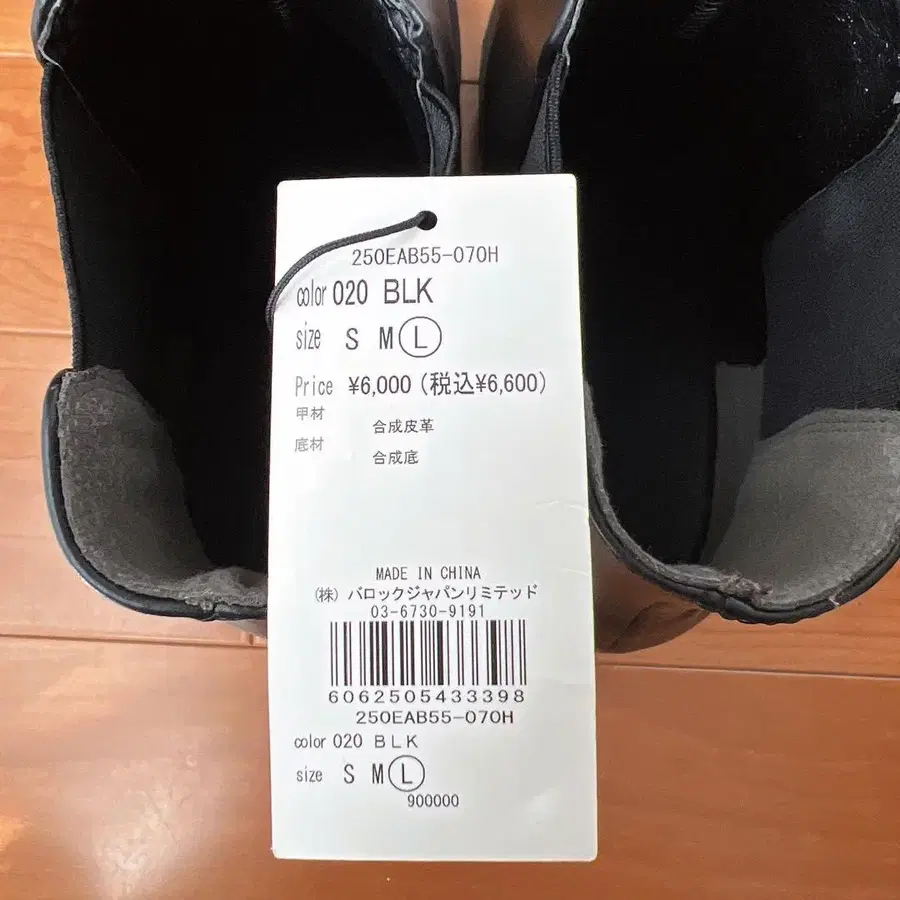 250EAB55-070H
color 020 BLK
size S M L
Price ¥6,000 (税込¥6,600)
甲材 合成皮革
底材 合成底
MADE IN CHINA
(株) バロックジャパンリミテッド
03-6730-9191
6062505433398
250EAB55-070H
color 020 BLK
size S M L
900000